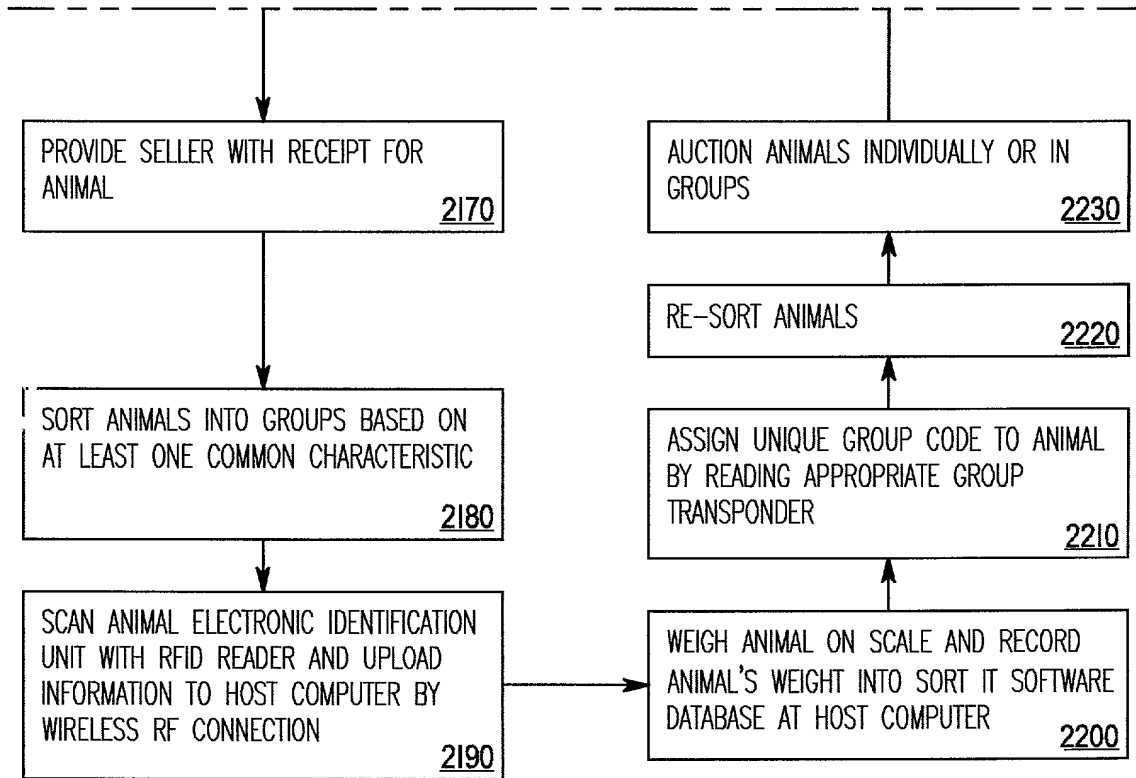 PROVIDE SELLER WITH RECEIPT FOR
ANIMAL
2170
SORT ANIMALS INTO GROUPS BASED ON
AT LEAST ONE COMMON CHARACTERISTIC
2180
SCAN ANIMAL ELECTRONIC IDENTIFICATION
UNIT WITH RFID READER AND UPLOAD
INFORMATION TO HOST COMPUTER BY
WIRELESS RF CONNECTION
2190
WEIGH ANIMAL ON SCALE AND RECORD
ANIMAL'S WEIGHT INTO SORT IT SOFTWARE
DATABASE AT HOST COMPUTER
2200
ASSIGN UNIQUE GROUP CODE TO ANIMAL
BY READING APPROPRIATE GROUP
TRANSPONDER
2210
RE-SORT ANIMALS
2220
AUCTION ANIMALS INDIVIDUALLY OR IN
GROUPS
2230